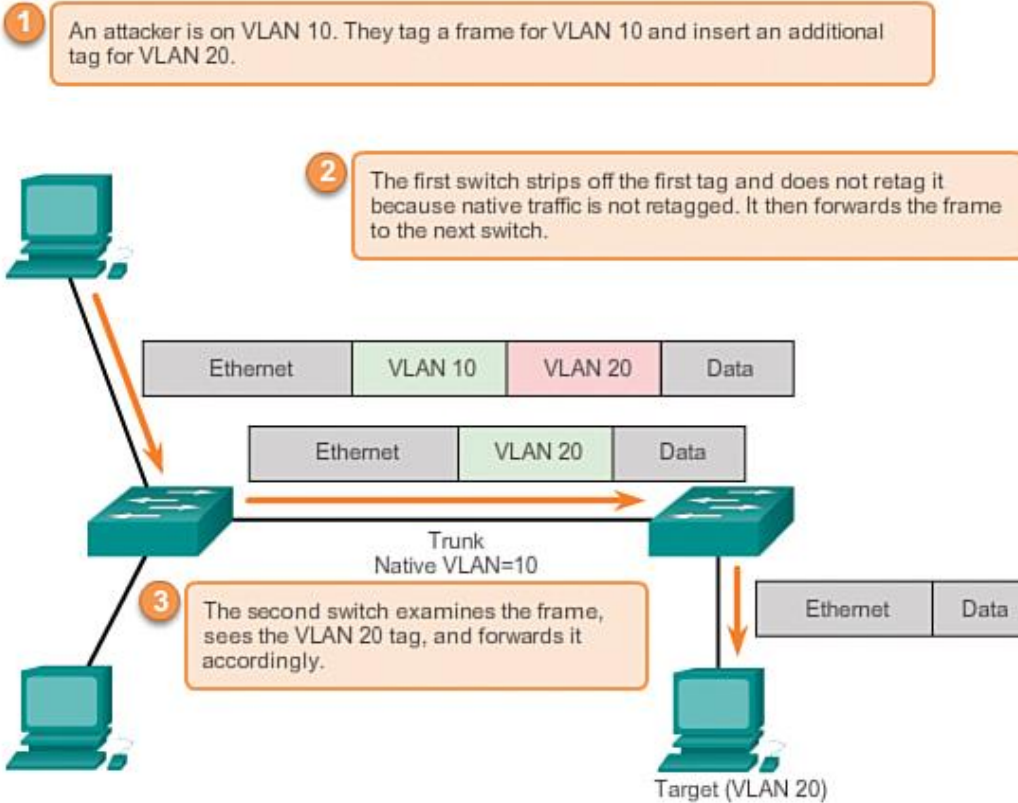 1
An attacker is on VLAN 10. They tag a frame for VLAN 10 and insert an additional
tag for VLAN 20.
2
The first switch strips off the first tag and does not retag it
because native traffic is not retagged. It then forwards the frame
to the next switch.
Ethernet VLAN 10 VLAN 20 Data
Ethernet VLAN 20 Data
Trunk
Native VLAN=10
3
The second switch examines the frame,
sees the VLAN 20 tag, and forwards it
accordingly.
Ethernet Data
Target (VLAN 20)